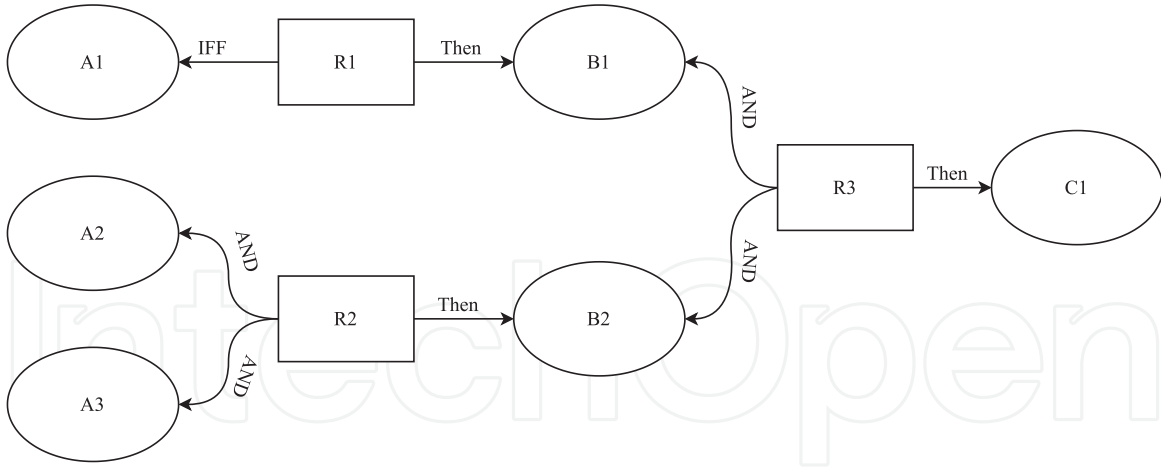 A1
IFF
R1
Then
B1
AND
R3
Then
C1
A2
AND
AND
R2
Then
B2
AND
A3
IntechOpen